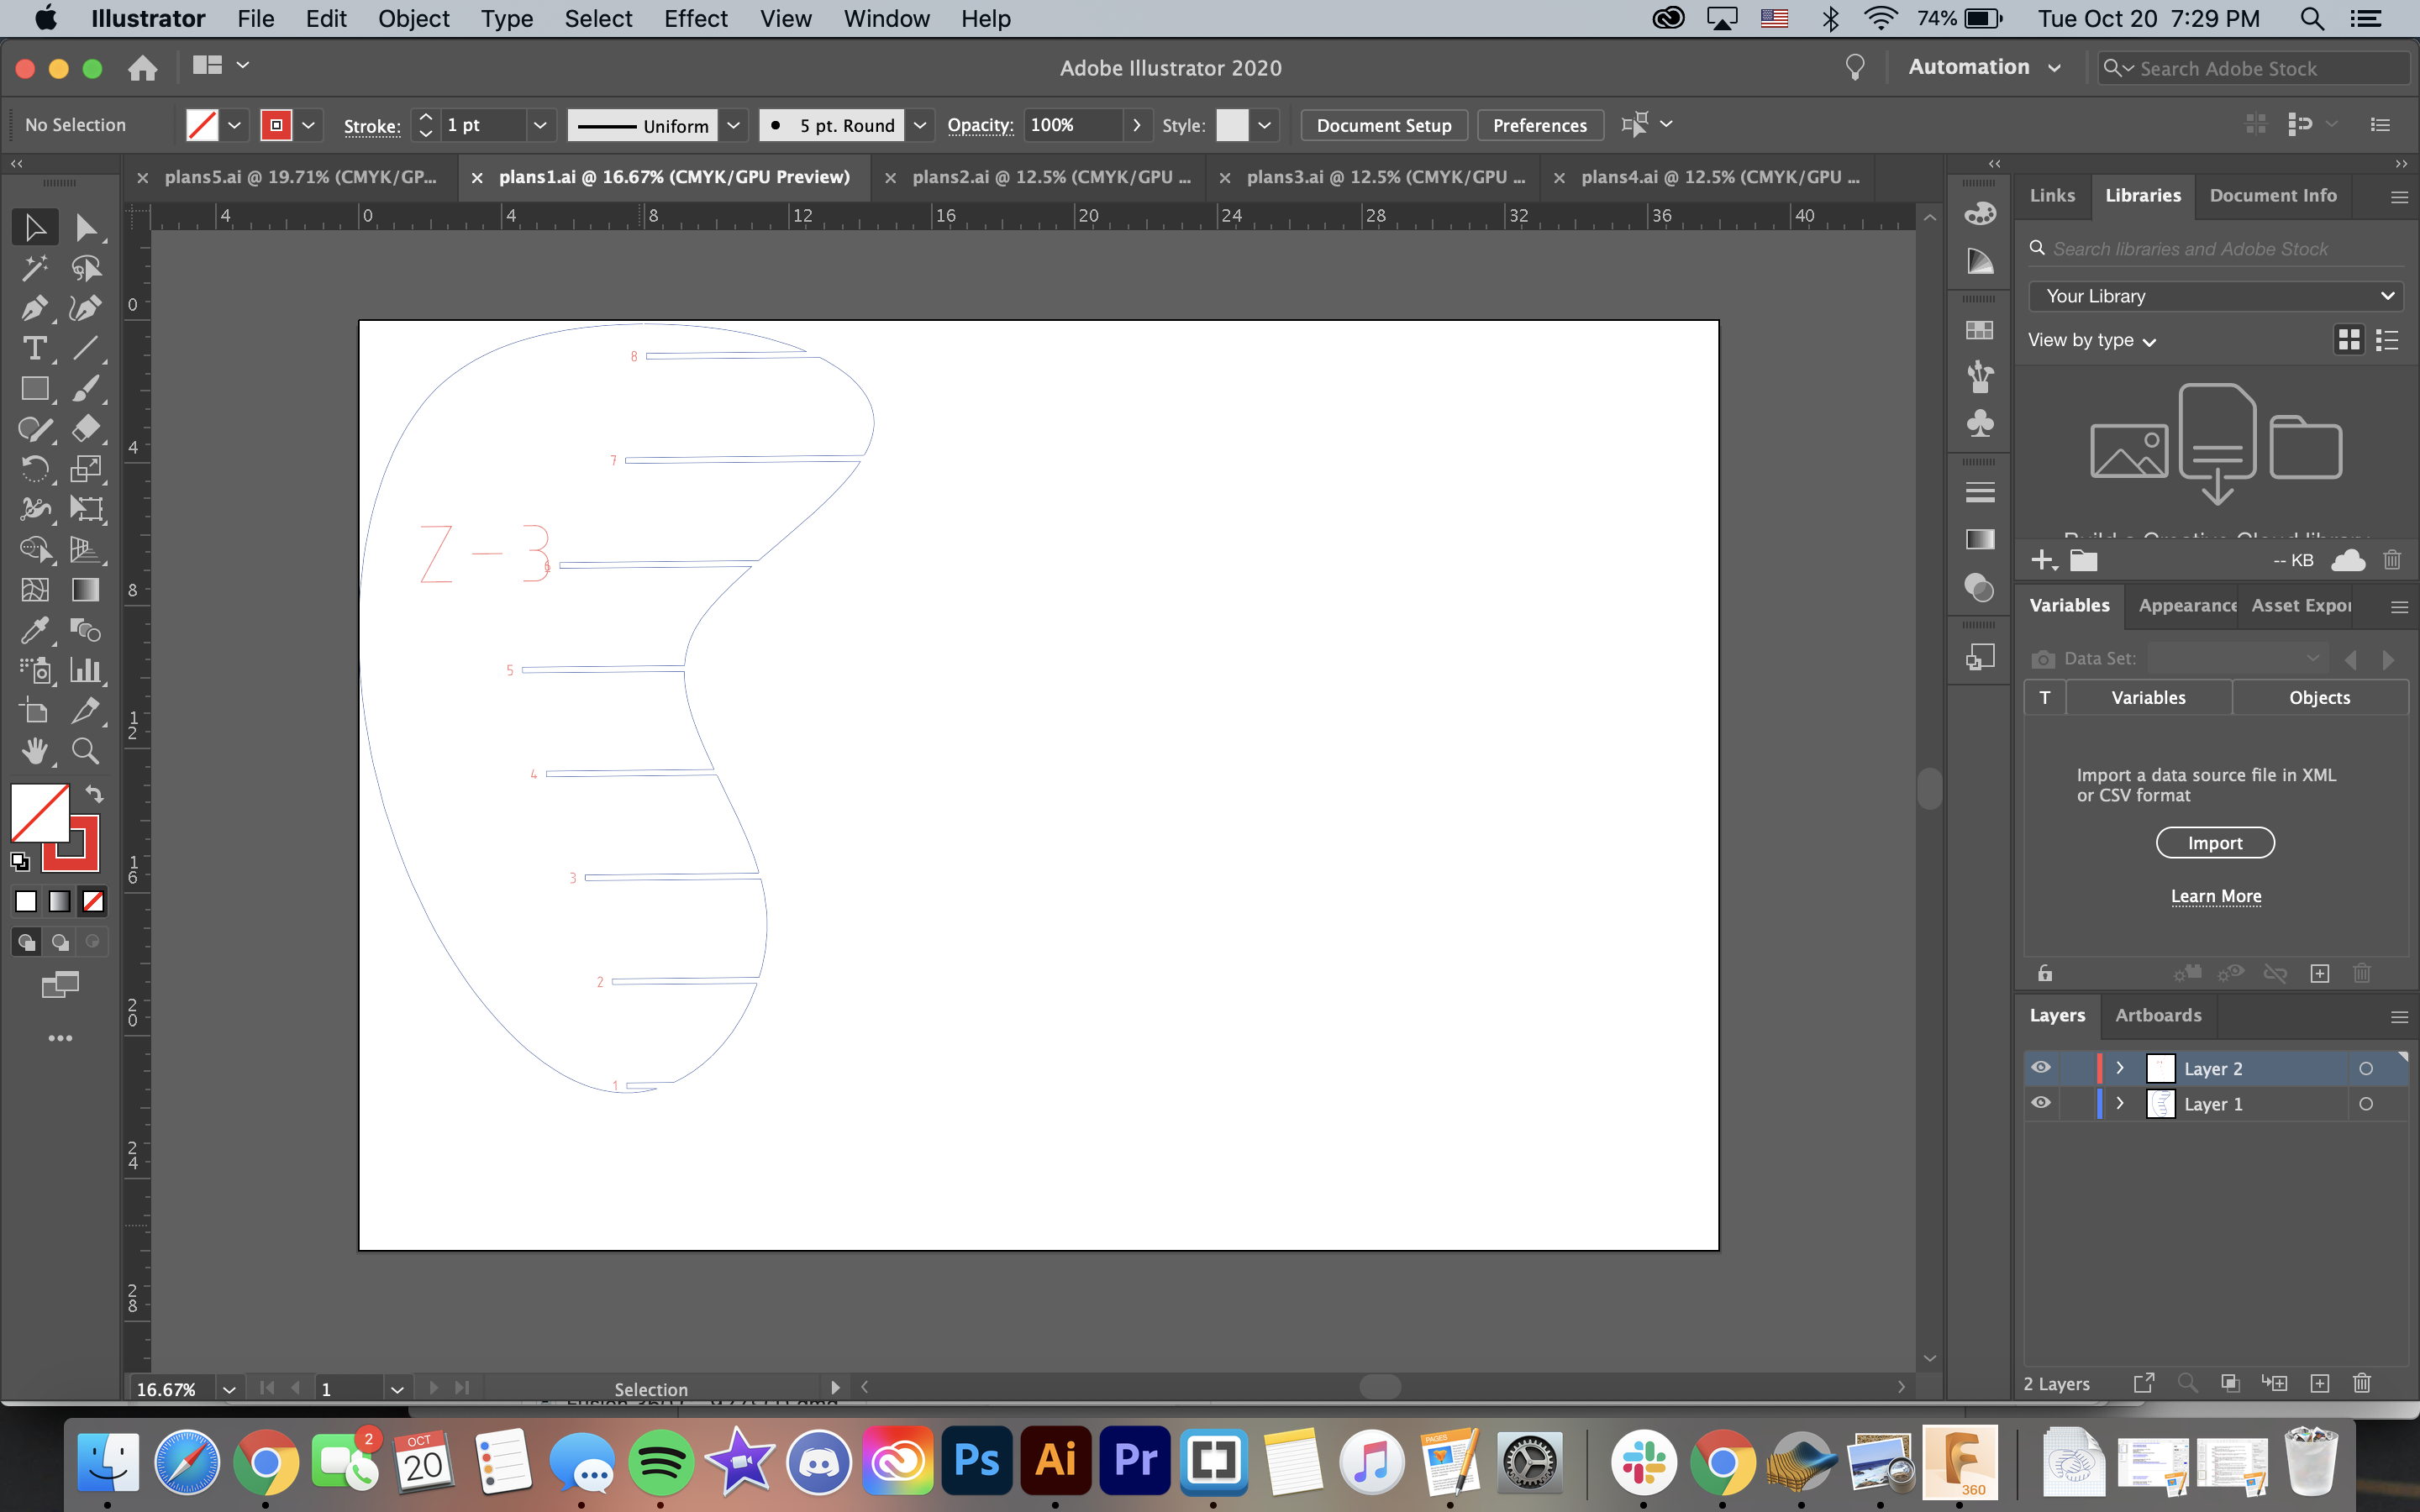 Illustrator File Edit Object Type Select Effect View Window Help 74% Tue Oct 20 7:29 PM
Adobe Illustrator 2020 Automation Search Adobe Stock
No Selection Stroke: 1 pt Uniform 5 pt. Round Opacity: 100% Style: Document Setup Preferences
plans5.ai @ 19.71% (CMYK/GP... plans1.ai @ 16.67% (CMYK/GPU Preview) plans2.ai @ 12.5% (CMYK/GPU ... plans3.ai @ 12.5% (CMYK/GPU ... plans4.ai @ 12.5% (CMYK/GPU ...
4 0 4 8 12 16 20 24 28 32 36 40
0
4
8
12
16
20
24
28
8
7
Z-3
6
5
4
3
2
1
Links Libraries Document Info
Search libraries and Adobe Stock
Your Library
View by type
-- KB
Variables Appearance Asset Expor
Data Set:
T Variables Objects
Import a data source file in XML
or CSV format
Import
Learn More
Layers Artboards
Layer 2
Layer 1
2 Layers
16.67% 1 Selection
2
OCT
20
Ps
Ai
Pr
PAGES
F
360